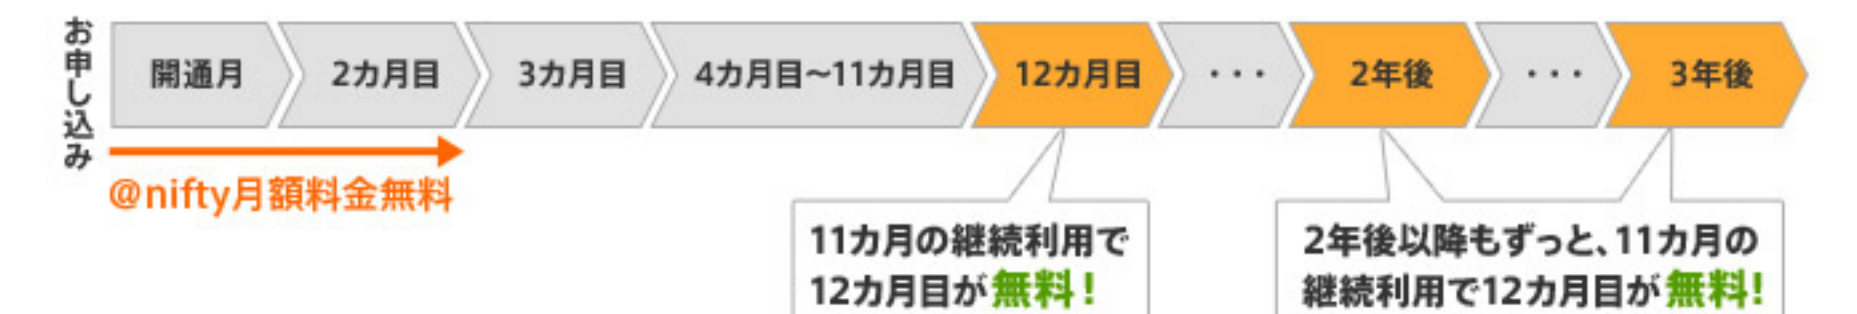 お申し込み
開通月
2カ月目
3カ月目
4カ月目〜11カ月目
12カ月目
・・・
2年後
・・・
3年後
@nifty月額料金無料
11カ月の継続利用で
12カ月目が無料!
2年後以降もずっと、11カ月の
継続利用で12カ月目が無料!